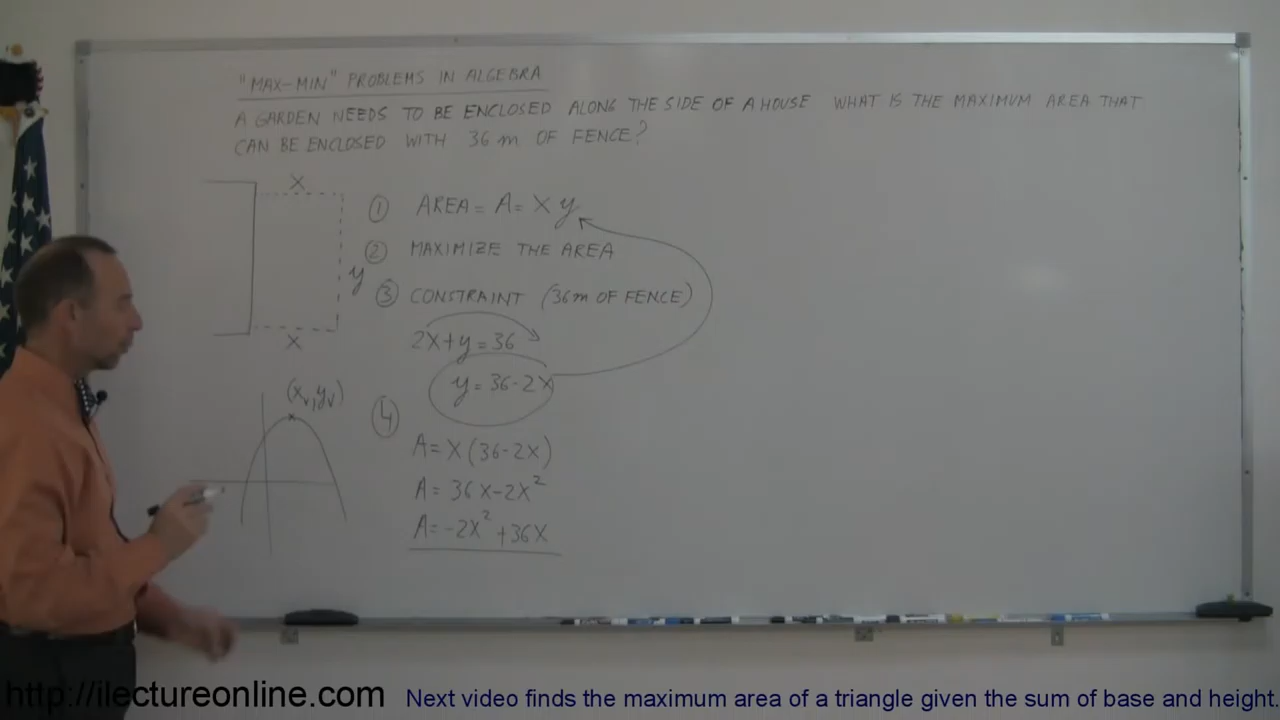 "MAX-MIN" PROBLEMS IN ALGEBRA
A GARDEN NEEDS TO BE ENCLOSED ALONG THE SIDE OF A HOUSE WHAT IS THE MAXIMUM AREA THAT
CAN BE ENCLOSED WITH 36 m OF FENCE?
X
① AREA = A = X y
② MAXIMIZE THE AREA
y
③ CONSTRAINT (36m OF FENCE)
X
2X+y=36
y=36-2X
(Xv,yv)
④
A=X(36-2X)
A=36X-2X²
A=-2X²+36X
http://ilectureonline.com
Next video finds the maximum area of a triangle given the sum of base and height.